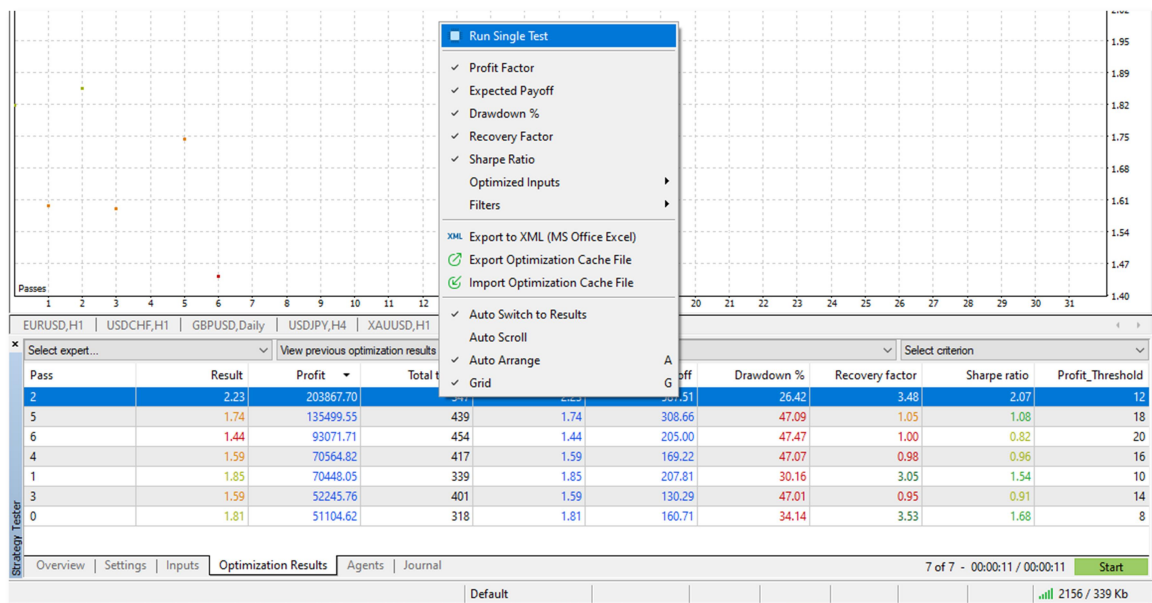 2.02
Run Single Test
1.95
Profit Factor
1.89
Expected Payoff
Drawdown %
1.82
Recovery Factor
1.75
Sharpe Ratio
1.68
Optimized Inputs
Filters
1.61
XML Export to XML (MS Office Excel)
1.54
Export Optimization Cache File
1.47
Import Optimization Cache File
Passes
1.40
1 2 3 4 5 6 7 8 9 10 11 12 20 21 22 23 24 25 26 27 28 29 30 31
Auto Switch to Results
EURUSD,H1 | USDCHF,H1 | GBPUSD,Daily | USDJPY,H4 | XAUUSD,H1
Auto Scroll
Select expert... View previous optimization results Select criterion
Auto Arrange A
Pass Result Profit Total t off Drawdown % Recovery factor Sharpe ratio Profit_Threshold
Grid G
2 2.23 203867.70 26.42 3.48 2.07 12
5 1.74 135499.55 439 1.74 308.66 47.09 1.05 1.08 18
6 1.44 93071.71 454 1.44 205.00 47.47 1.00 0.82 20
4 1.59 70564.82 417 1.59 169.22 47.07 0.98 0.96 16
1 1.85 70448.05 339 1.85 207.81 30.16 3.05 1.54 10
3 1.59 52245.76 401 1.59 130.29 47.01 0.95 0.91 14
0 1.81 51104.62 318 1.81 160.71 34.14 3.53 1.68 8
Strategy Tester
Overview | Settings | Inputs | Optimization Results | Agents | Journal 7 of 7 - 00:00:11 / 00:00:11 Start
Default 2156 / 339 Kb